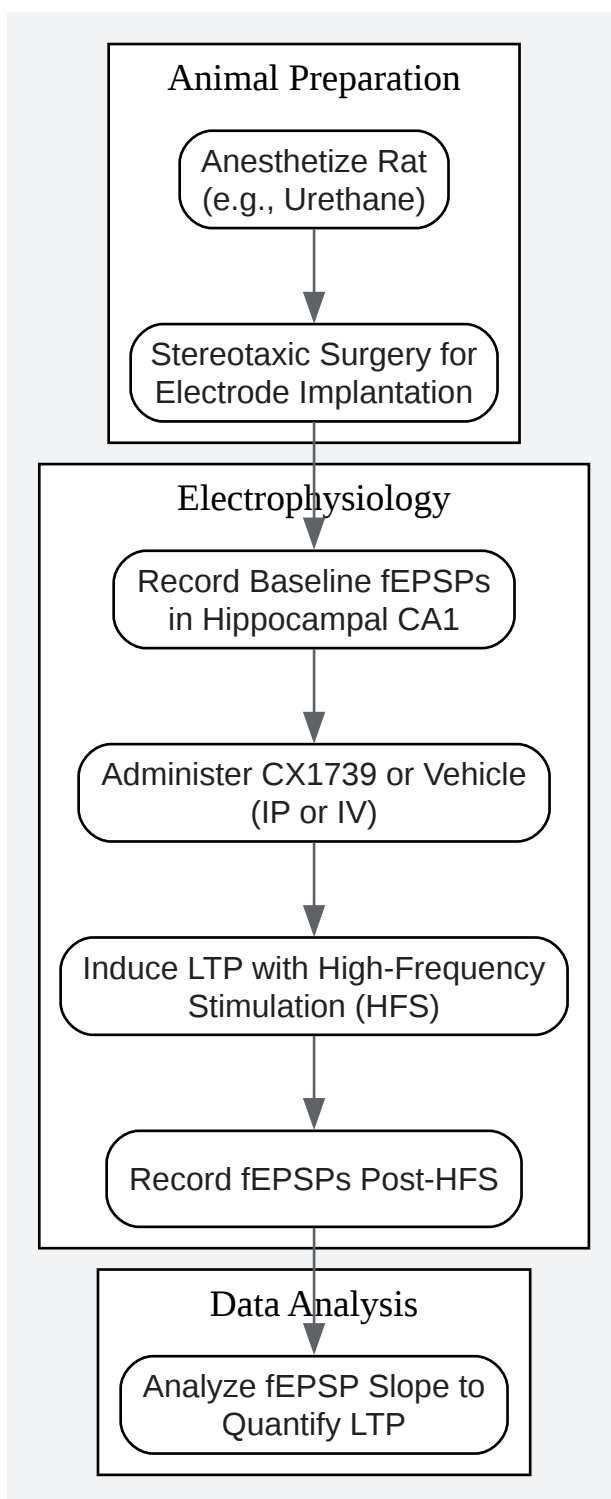 Animal Preparation
Anesthetize Rat
(e.g., Urethane)
Stereotaxic Surgery for
Electrode Implantation
Electrophysiology
Record Baseline fEPSPs
in Hippocampal CA1
Administer CX1739 or Vehicle
(IP or IV)
Induce LTP with High-Frequency
Stimulation (HFS)
Record fEPSPs Post-HFS
Data Analysis
Analyze fEPSP Slope to
Quantify LTP